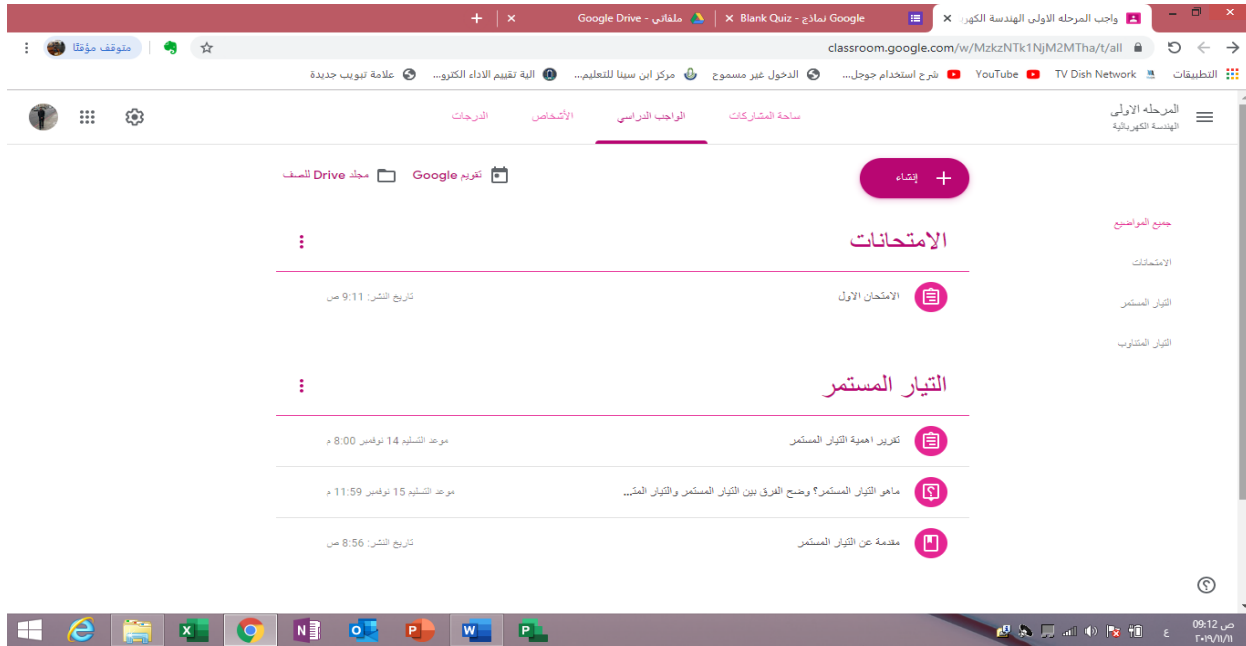 واجب المرحله الاولى الهندسة الكهر
Google نماذج - Blank Quiz
ملفاتي - Google Drive
classroom.google.com/w/MzkzNTk1NjM2MTha/t/all
متوقف مؤقتًا
التطبيقات
TV Dish Network
YouTube
شرح استخدام جوجل...
الدخول غير مسموح
مركز ابن سينا للتعليم...
الية تقييم الاداء الكترو...
علامة تبويب جديدة
المرحله الاولى
الهندسة الكهربائية
ساحة المشاركات
الواجب الدراسي
الأشخاص
الدرجات
إنشاء
تقويم Google
مجلد Drive للصف
جميع المواضيع
الامتحانات
التيار المستمر
التيار المتناوب
الامتحانات
الامتحان الاول
تاريخ النشر: 9:11 ص
التيار المستمر
تقرير اهمية التيار المستمر
موعد التسليم 14 نوفمبر 8:00 م
ماهو التيار المستمر؟ وضح الفرق بين التيار المستمر والتيار المتـ...
موعد التسليم 15 نوفمبر 11:59 م
مقدمة عن التيار المستمر
تاريخ النشر: 8:56 ص
ع
09:12 ص
٢٠١٩/١١/١١